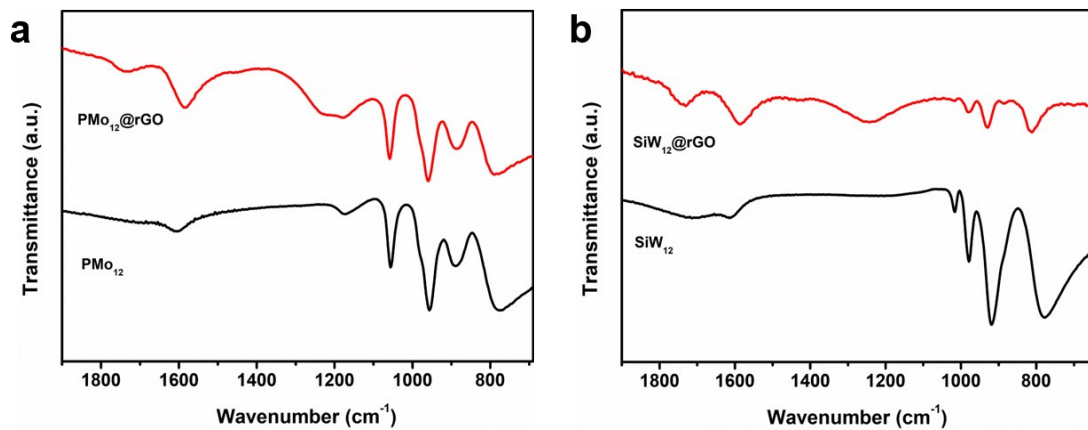 a
Transmittance (a.u.)
PMo12@rGO
PMo12
1800 1600 1400 1200 1000 800
Wavenumber (cm-1)
b
Transmittance (a.u.)
SiW12@rGO
SiW12
1800 1600 1400 1200 1000 800
Wavenumber (cm-1)